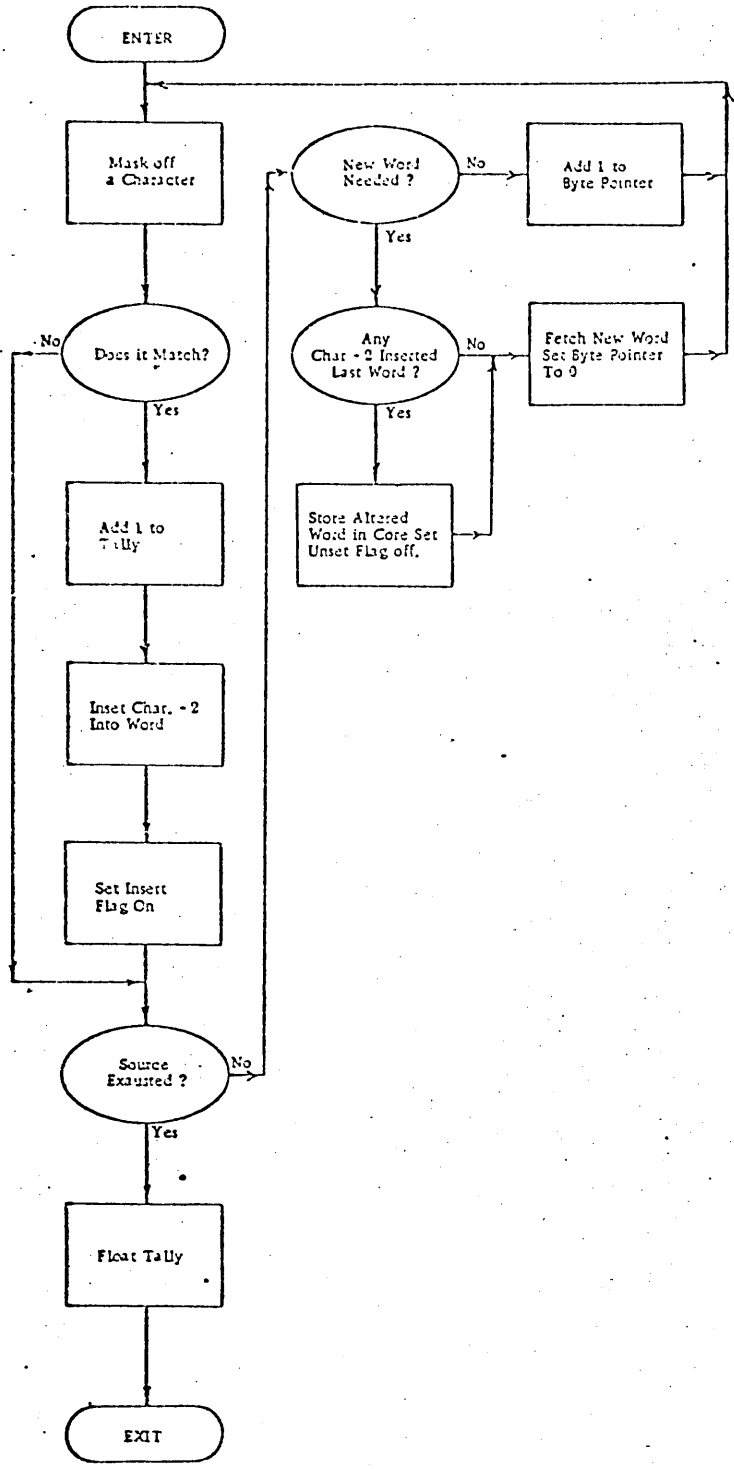 ENTER
Mask off
a Character
Does it Match?
No
Yes
Add 1 to
Tally
Inset Char. - 2
Into Word
Set Insert
Flag On
Source
Exausted ?
No
Yes
Float Tally
EXIT
New Word
Needed ?
No
Yes
Add 1 to
Byte Pointer
Any
Char - 2 Inserted
Last Word ?
No
Yes
Fetch New Word
Set Byte Pointer
To 0
Store Altered
Word in Core Set
Unset Flag off.